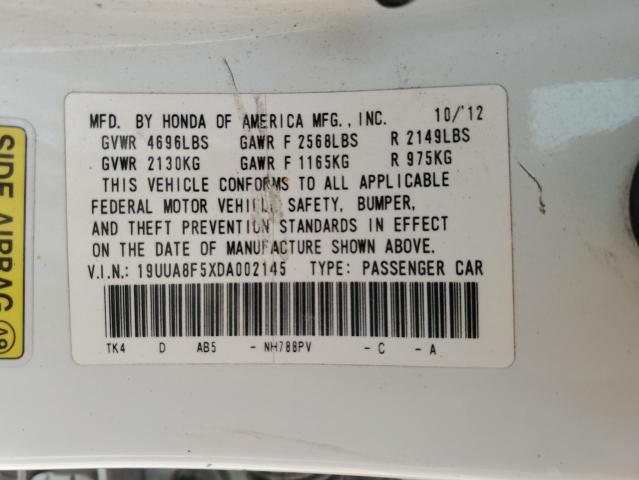 MFD. BY HONDA OF AMERICA MFG., INC. 10/'12
GVWR 4696LBS GAWR F 2568LBS R 2149LBS
GVWR 2130KG GAWR F 1165KG R 975KG
THIS VEHICLE CONFORMS TO ALL APPLICABLE
FEDERAL MOTOR VEHICLE SAFETY, BUMPER,
AND THEFT PREVENTION STANDARDS IN EFFECT
ON THE DATE OF MANUFACTURE SHOWN ABOVE.
V.I.N.: 19UUA8F5XDA002145 TYPE: PASSENGER CAR
TK4 D AB5 - NH788PV - C - A
SIDE AIRBAG